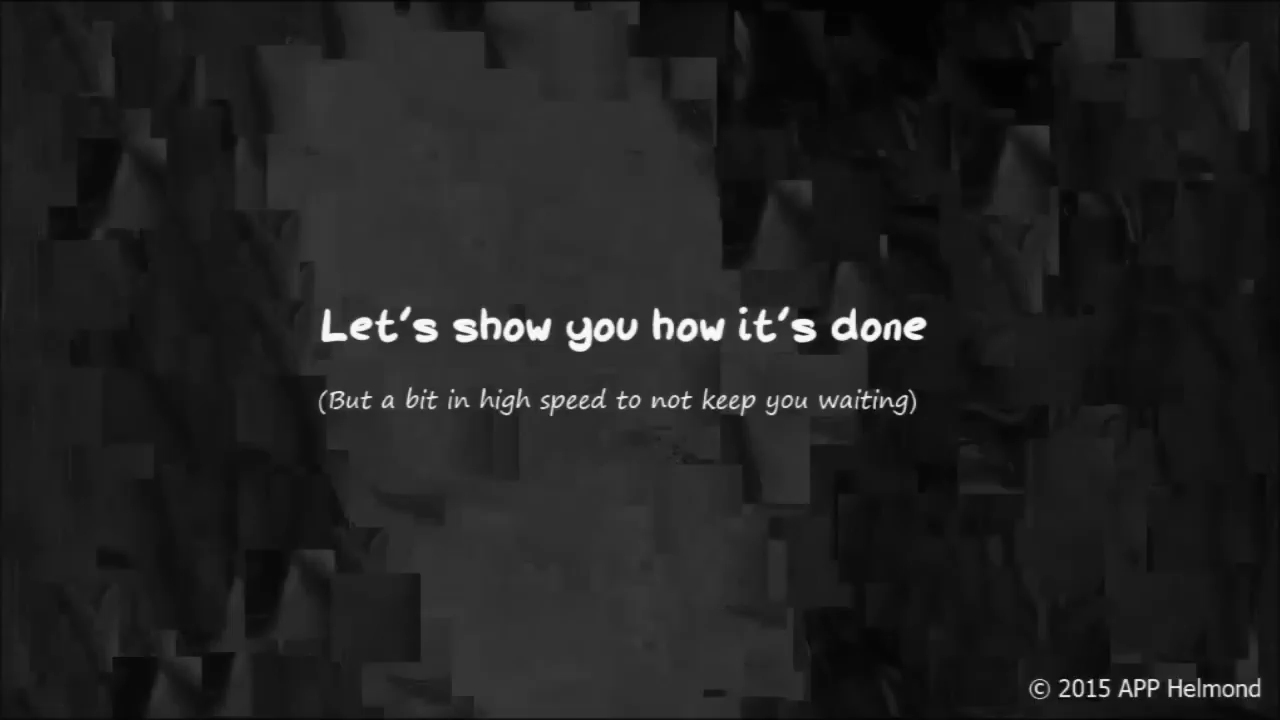 Let's show you how it's done
(But a bit in high speed to not keep you waiting)
© 2015 APP Helmond